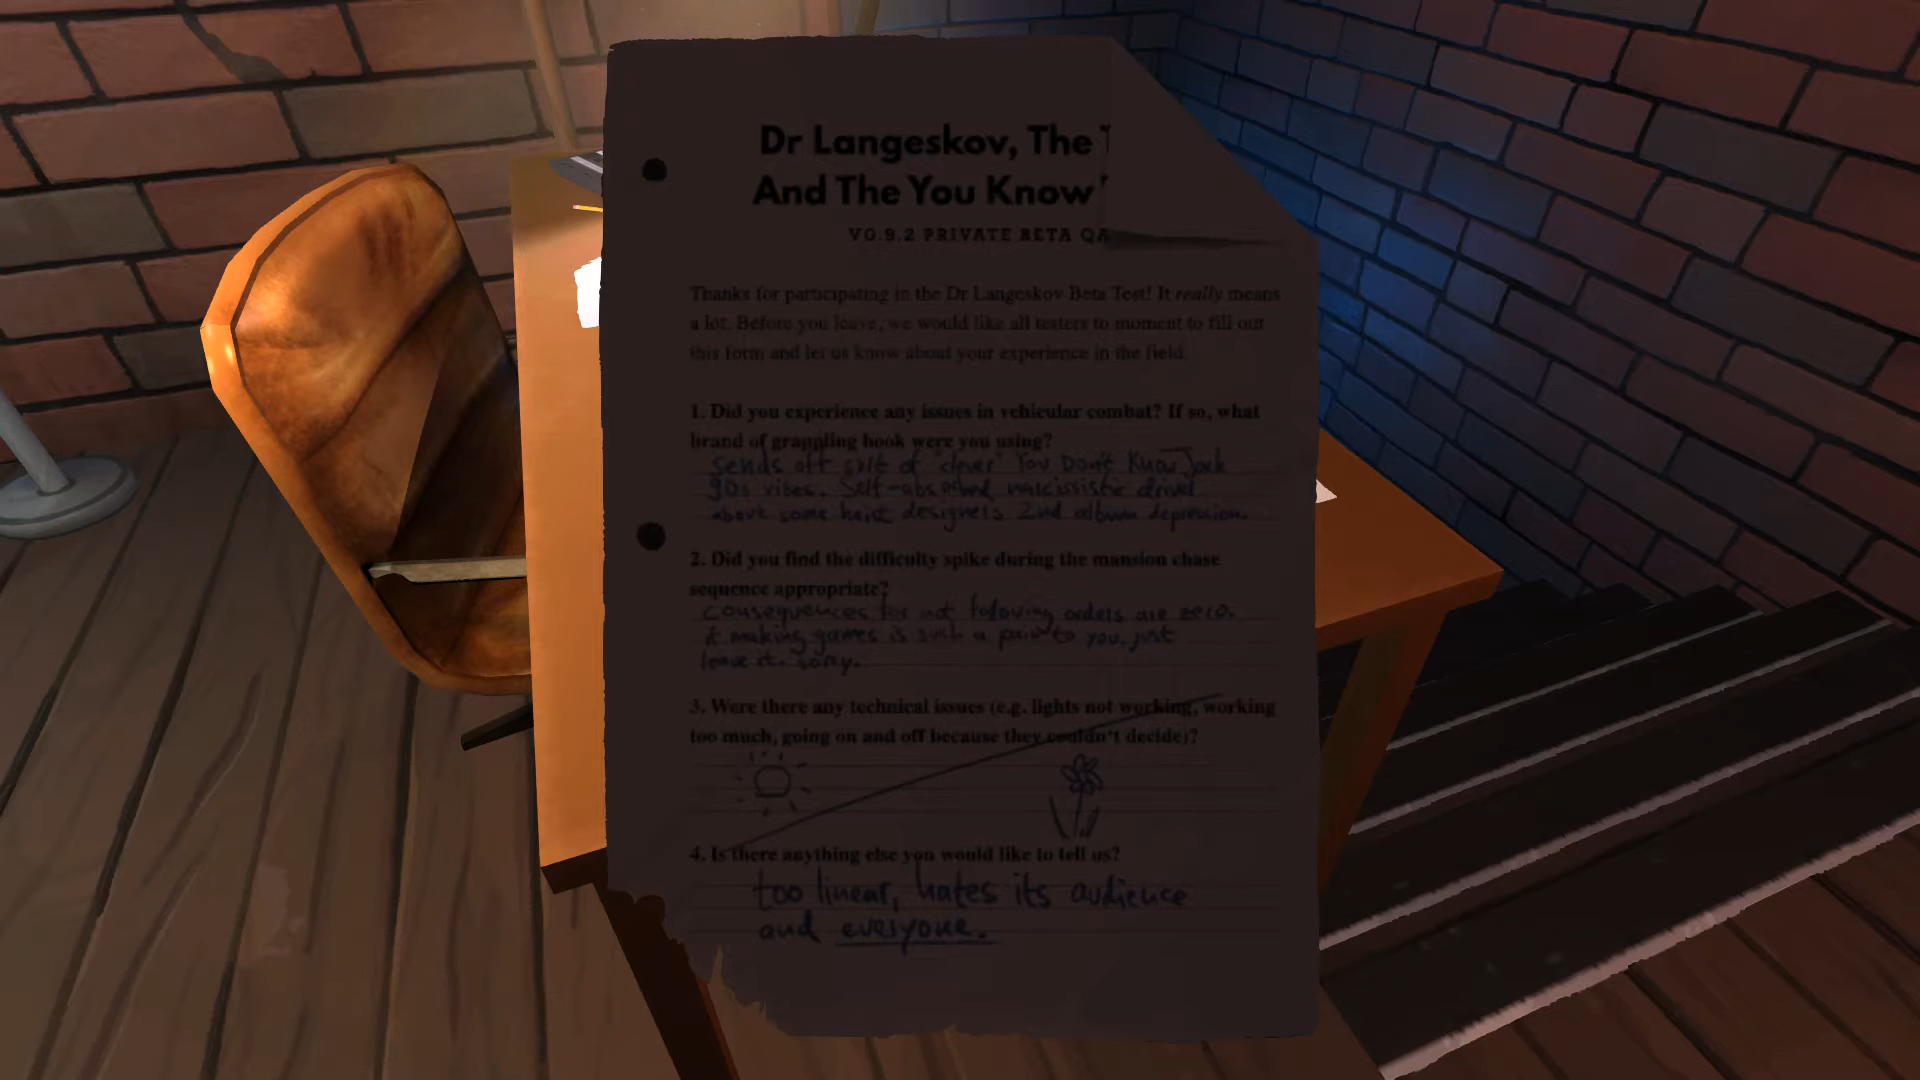 Dr Langeskov, The
And The You Know
V0.9.2 PRIVATE BETA QA
Thanks for participating in the Dr Langeskov Beta Test! It really means
a lot. Before you leave, we would like all testers to moment to fill out
this form and let us know about your experience in the field.
1. Did you experience any issues in vehicular combat? If so, what
brand of grappling hook were you using?
sends off sort of "clever" You Don't Know Jack
90s vibes. Self-absorbed narcissistic drivel
about some heist designers 2nd album depression.
2. Did you find the difficulty spike during the mansion chase
sequence appropriate?
consequences for not following orders are zero.
if making games is such a pain to you, just
leave it. sorry.
3. Were there any technical issues (e.g. lights not working, working
too much, going on and off because they couldn't decide)?
4. Is there anything else you would like to tell us?
too linear, hates its audience
and everyone.